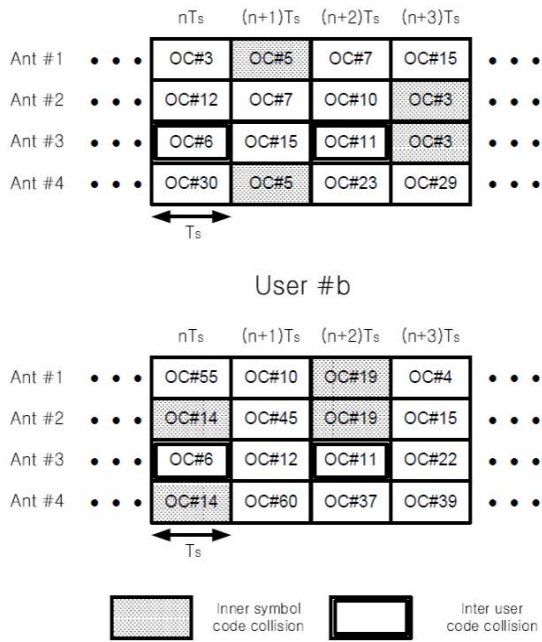 nTs (n+1)Ts (n+2)Ts (n+3)Ts
Ant #1 OC#3 OC#5 OC#7 OC#15
Ant #2 OC#12 OC#7 OC#10 OC#3
Ant #3 OC#6 OC#15 OC#11 OC#3
Ant #4 OC#30 OC#5 OC#23 OC#29
Ts
User #b
nTs (n+1)Ts (n+2)Ts (n+3)Ts
Ant #1 OC#55 OC#10 OC#19 OC#4
Ant #2 OC#14 OC#45 OC#19 OC#15
Ant #3 OC#6 OC#12 OC#11 OC#22
Ant #4 OC#14 OC#60 OC#37 OC#39
Ts
Inner symbol
code collision
Inter user
code collision